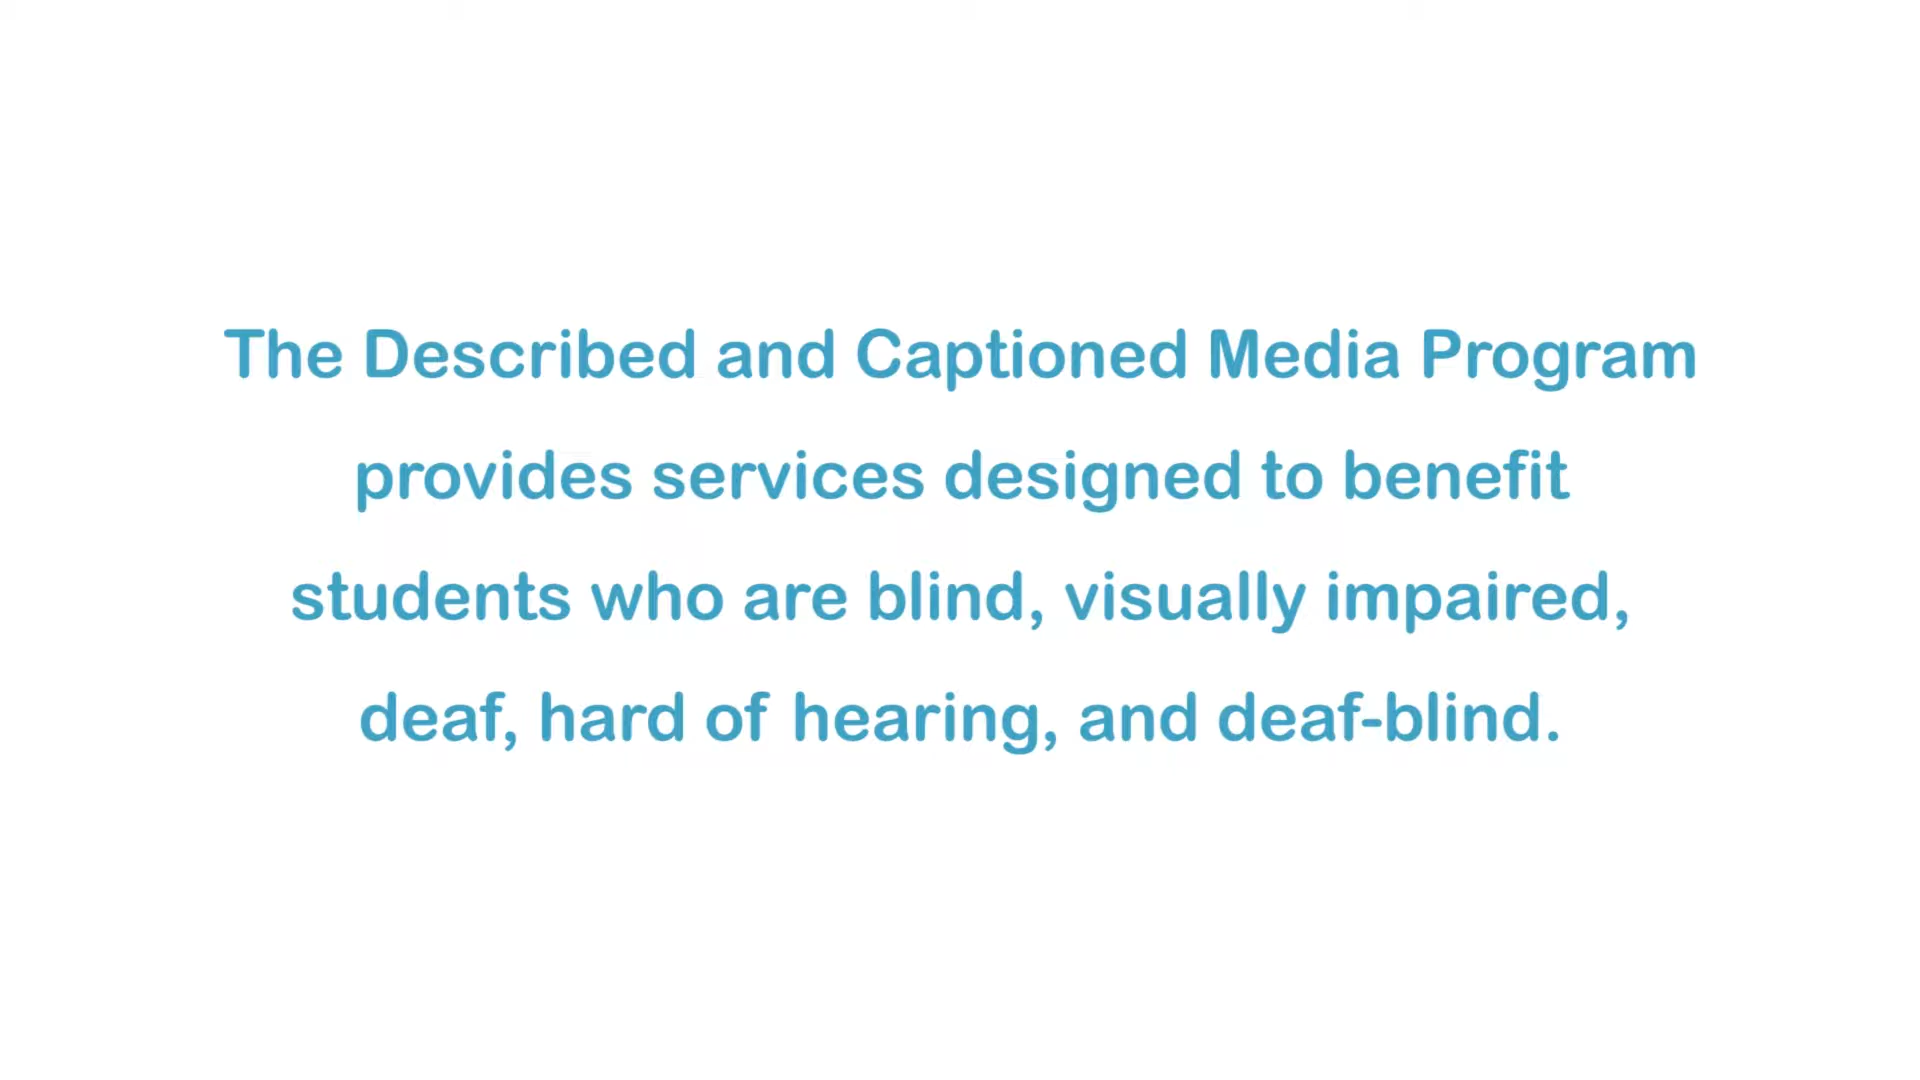 The Described and Captioned Media Program
provides services designed to benefit
students who are blind, visually impaired,
deaf, hard of hearing, and deaf-blind.